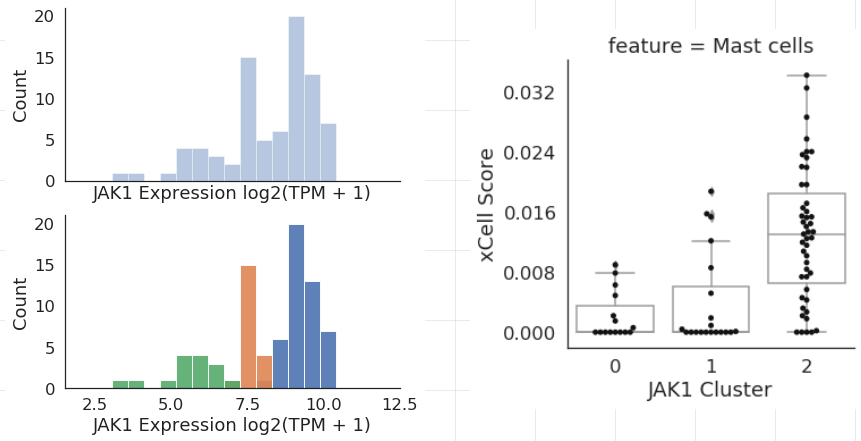 20
15
10
5
0
Count
JAK1 Expression log2(TPM + 1)
20
15
10
5
0
Count
2.5 5.0 7.5 10.0 12.5
JAK1 Expression log2(TPM + 1)
feature = Mast cells
0.032
0.024
0.016
0.008
0.000
xCell Score
0 1 2
JAK1 Cluster